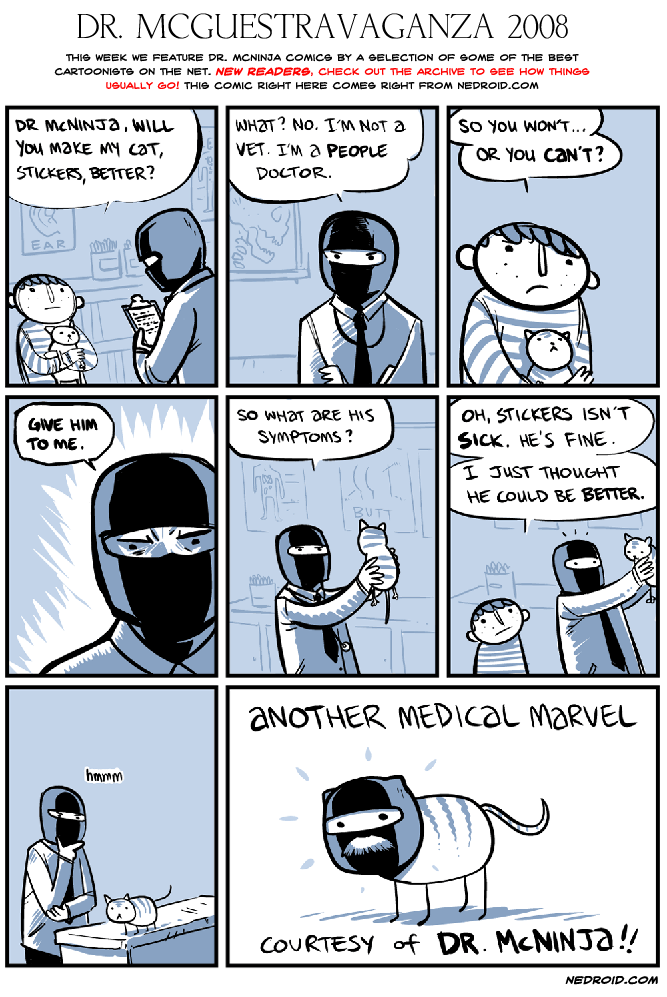 DR. MCGUESTRAVAGANZA 2008
THIS WEEK WE FEATURE DR. MCNINJA COMICS BY A SELECTION OF SOME OF THE BEST
CARTOONISTS ON THE NET. NEW READERS, CHECK OUT THE ARCHIVE TO SEE HOW THINGS
USUALLY GO! THIS COMIC RIGHT HERE COMES RIGHT FROM NEDROID.COM
DR MCNINJA, WILL
YOU MAKE MY CAT,
STICKERS, BETTER?
EAR
WHAT? NO. I'M NOT A
VET. I'M A PEOPLE
DOCTOR.
SO YOU WON'T...
OR YOU CAN'T?
GIVE HIM
TO ME.
SO WHAT ARE HIS
SYMPTOMS?
BUTT
OH, STICKERS ISN'T
SICK. HE'S FINE.
I JUST THOUGHT
HE COULD BE BETTER.
hmmm
ANOTHER MEDICAL MARVEL
COURTESY of DR. McNINJA!!
NEDROID.COM